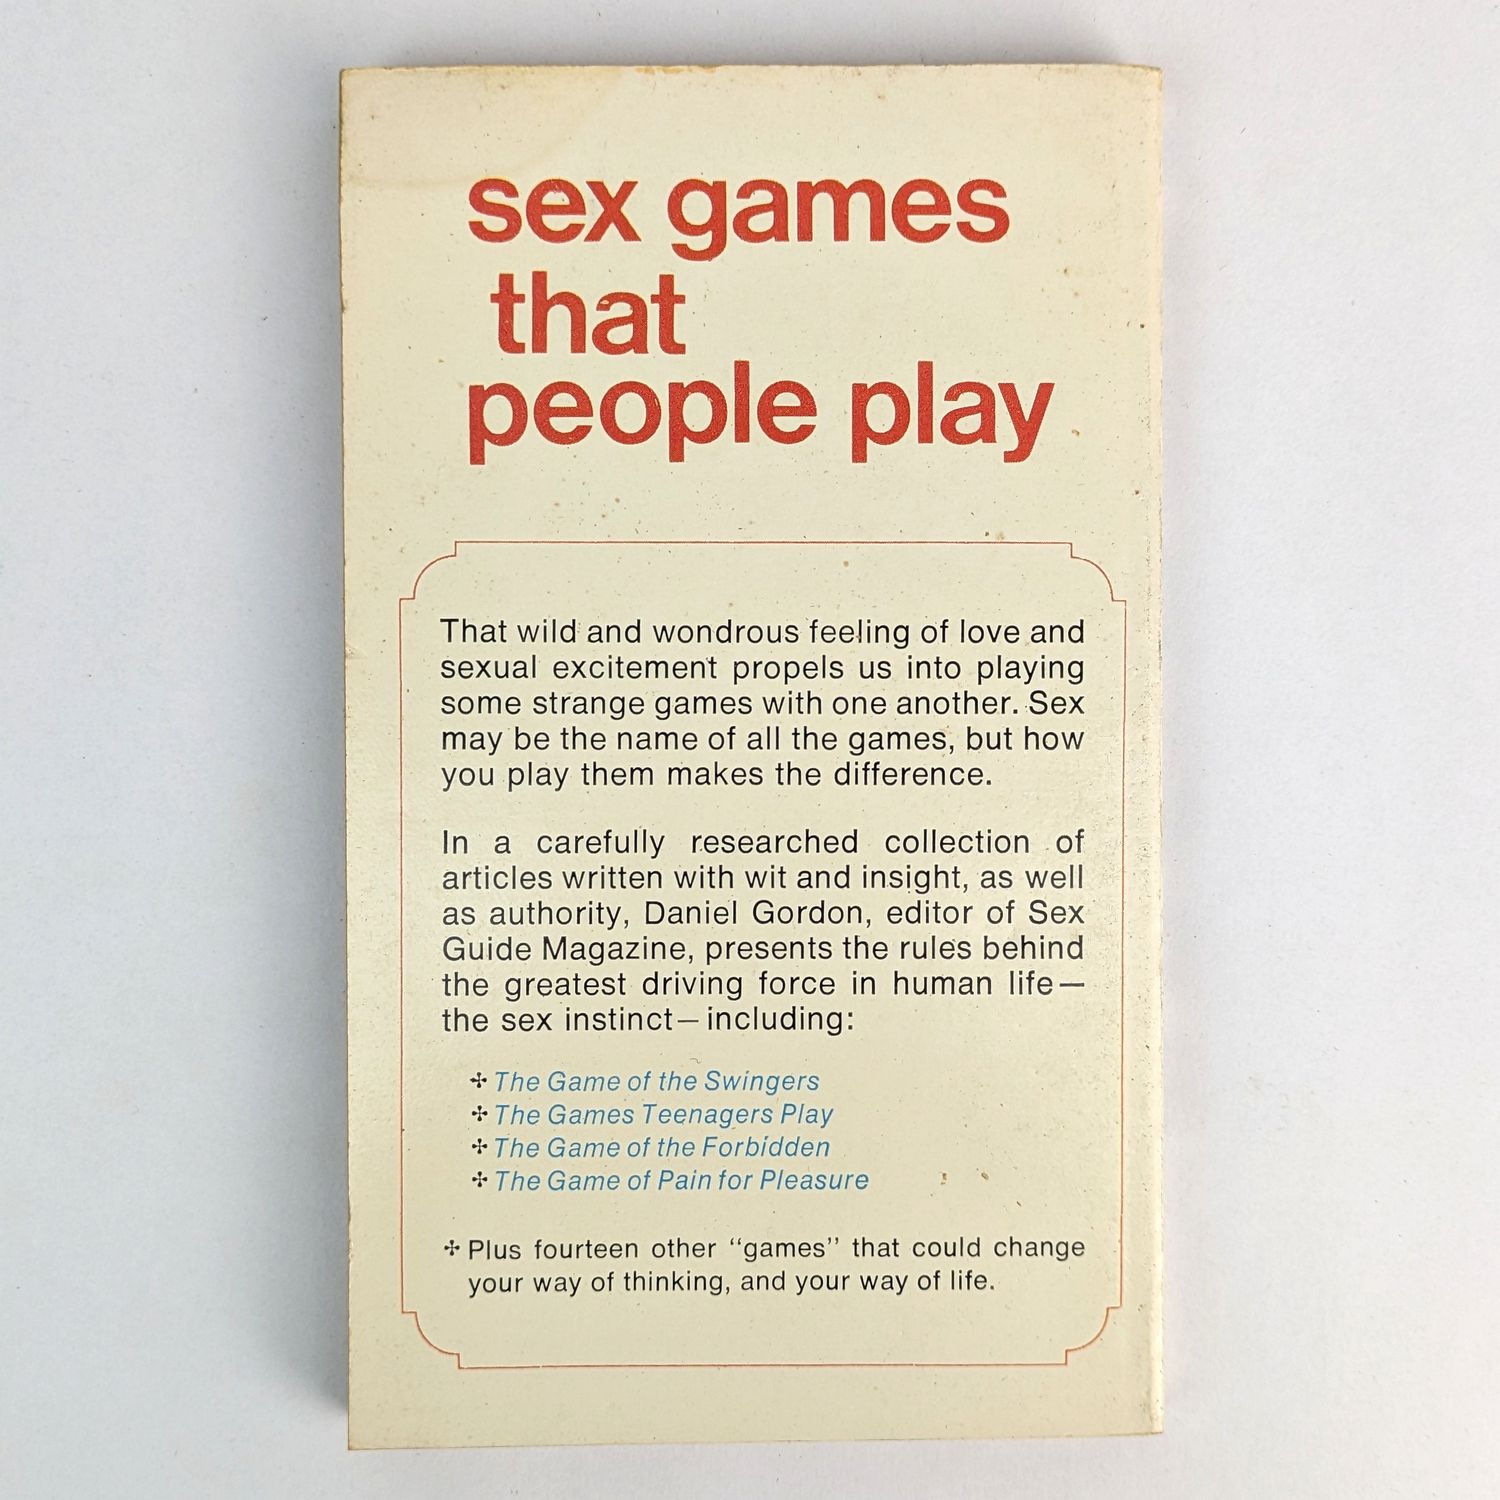 sex games
that
people play
That wild and wondrous feeling of love and
sexual excitement propels us into playing
some strange games with one another. Sex
may be the name of all the games, but how
you play them makes the difference.
In a carefully researched collection of
articles written with wit and insight, as well
as authority, Daniel Gordon, editor of Sex
Guide Magazine, presents the rules behind
the greatest driving force in human life—
the sex instinct—including:
✣ The Game of the Swingers
✣ The Games Teenagers Play
✣ The Game of the Forbidden
✣ The Game of Pain for Pleasure
✣ Plus fourteen other “games” that could change
your way of thinking, and your way of life.